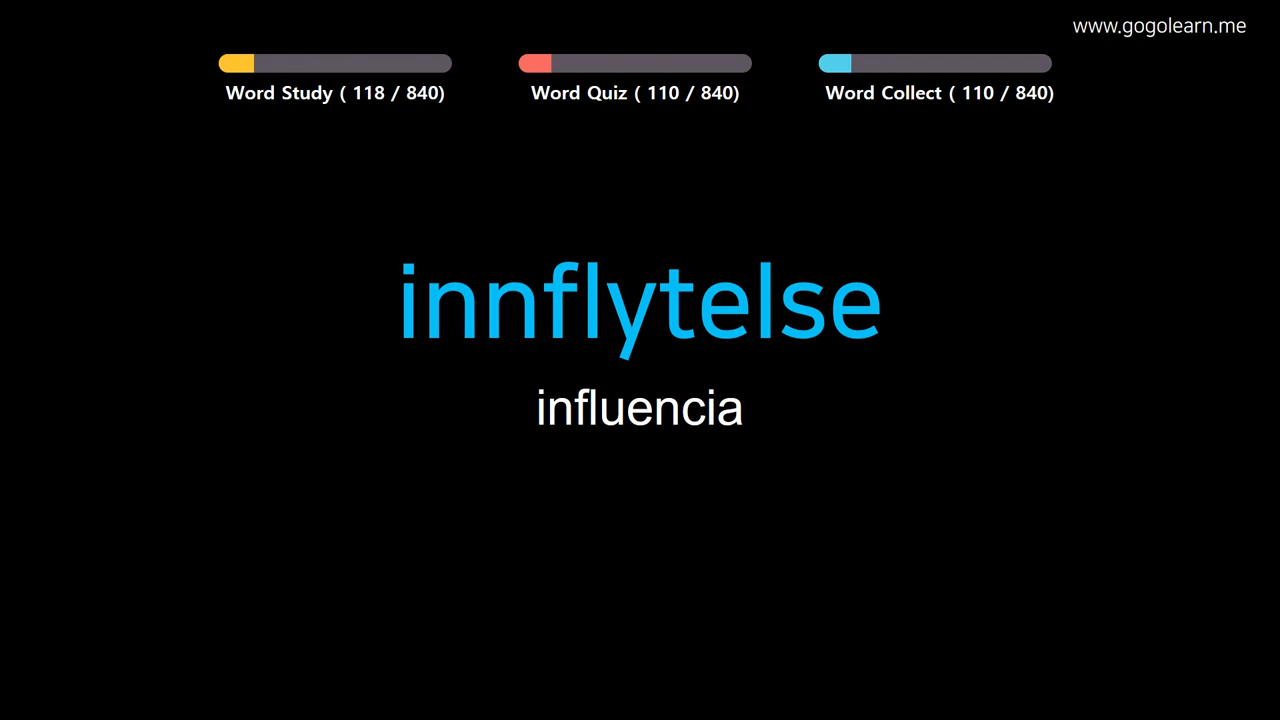 www.gogolearn.me
Word Study ( 118 / 840)
Word Quiz ( 110 / 840)
Word Collect ( 110 / 840)
innflytelse
influencia